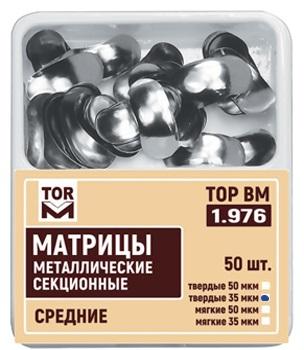 TOR
M
ТОР ВМ
1.976
МАТРИЦЫ
МЕТАЛЛИЧЕСКИЕ
СЕКЦИОННЫЕ
50 шт.
СРЕДНИЕ
твердые 50 мкм
твердые 35 мкм
мягкие 50 мкм
мягкие 35 мкм